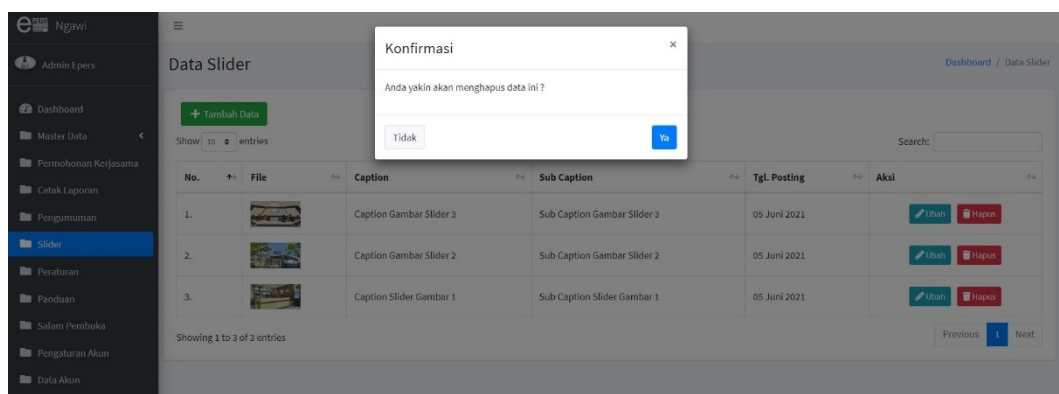 ePERS Ngawi
Admin Epers
Dashboard
Master Data
Permohonan Kerjasama
Cetak Laporan
Pengumuman
Slider
Peraturan
Panduan
Salam Pembuka
Pengaturan Akun
Data Akun
Data Slider
Dashboard / Data Slider
Konfirmasi ×
Anda yakin akan menghapus data ini ?
Tidak Ya
+ Tambah Data
Show 10 entries Search:
No. File Caption Sub Caption Tgl. Posting Aksi
1. Caption Gambar Slider 3 Sub Caption Gambar Slider 3 05 Juni 2021 Ubah Hapus
2. Caption Gambar Slider 2 Sub Caption Gambar Slider 2 05 Juni 2021 Ubah Hapus
3. Caption Slider Gambar 1 Sub Caption Slider Gambar 1 05 Juni 2021 Ubah Hapus
Showing 1 to 3 of 3 entries Previous 1 Next